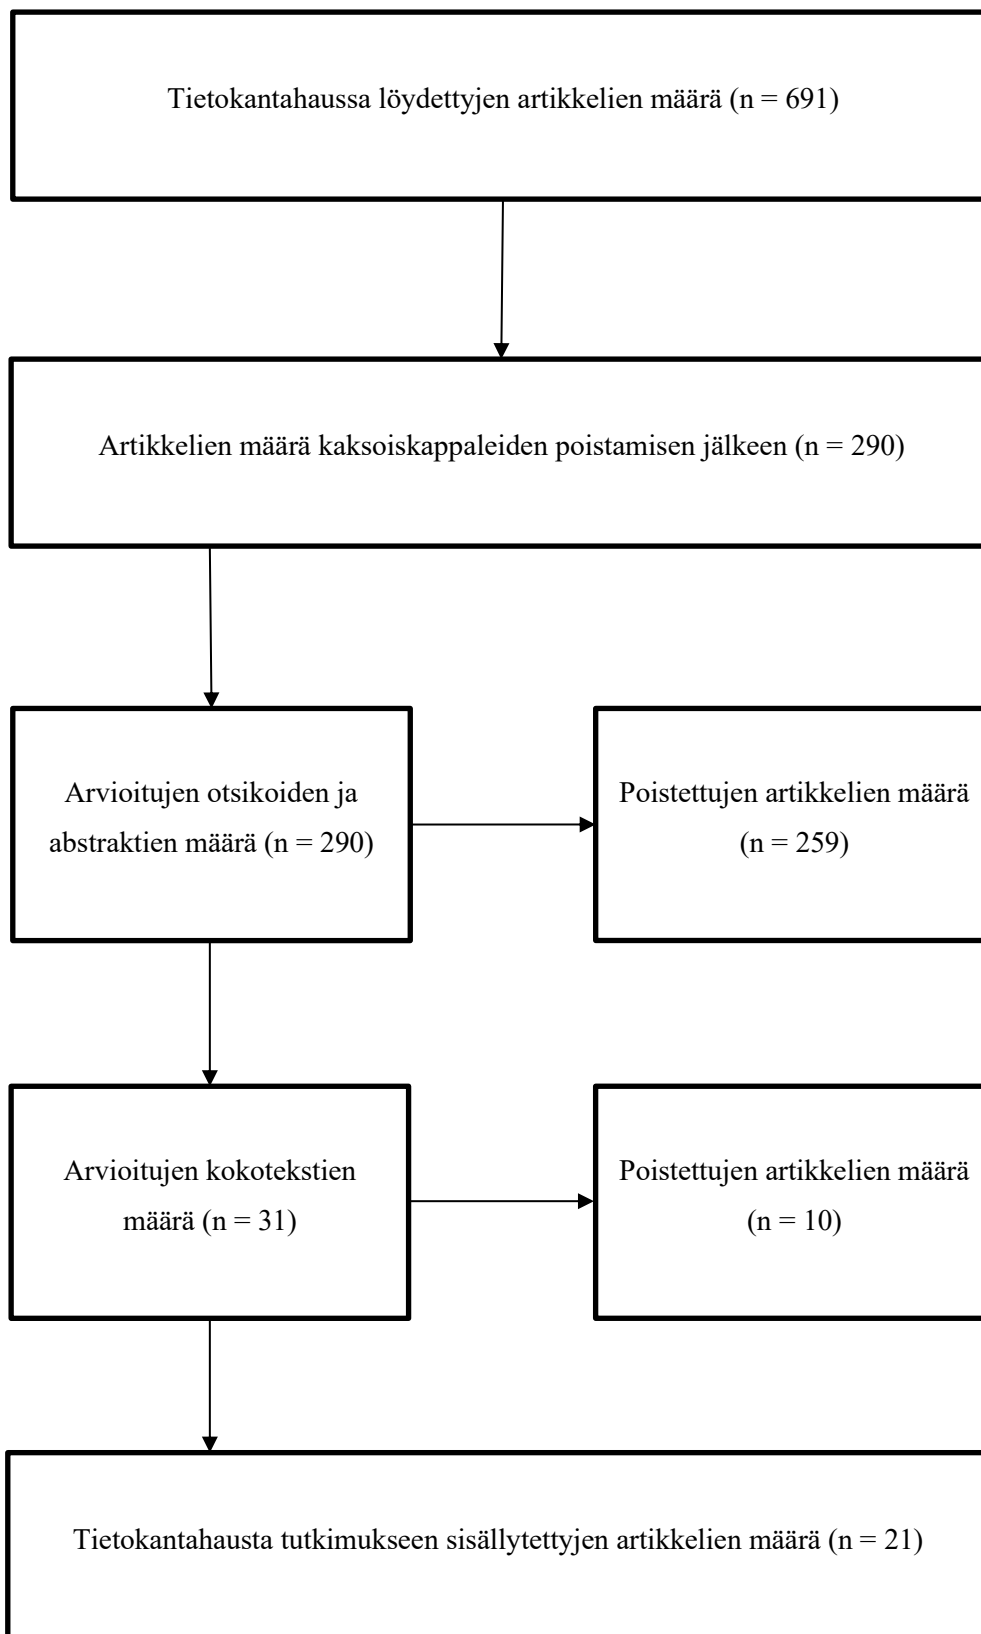 Tietokantahaussa löydettyjen artikkelien määrä (n = 691)
Artikkelien määrä kaksoiskappaleiden poistamisen jälkeen (n = 290)
Arvioitujen otsikoiden ja
abstraktien määrä (n = 290)
Poistettujen artikkelien määrä
(n = 259)
Arvioitujen kokotekstien
määrä (n = 31)
Poistettujen artikkelien määrä
(n = 10)
Tietokantahausta tutkimukseen sisällytettyjen artikkelien määrä (n = 21)